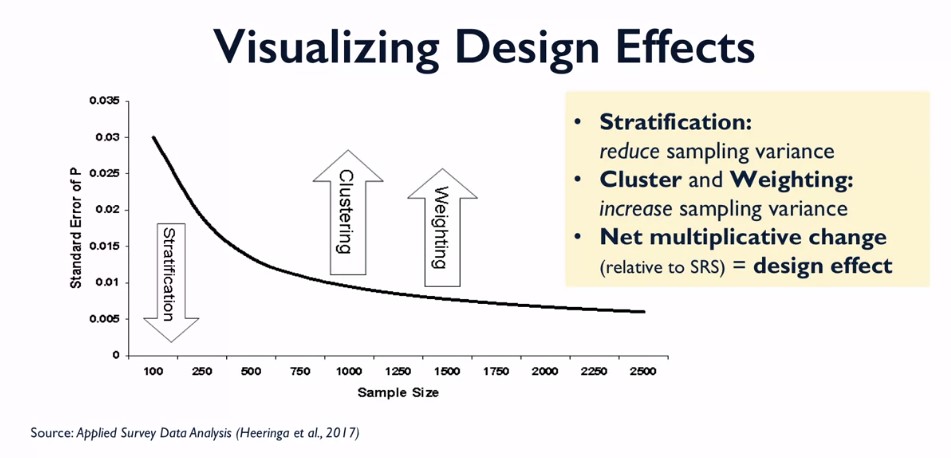 Visualizing Design Effects
0.035
0.03
0.025
0.02
0.015
0.01
0.005
0
Standard Error of P
Stratification
Clustering
Weighting
100 250 500 750 1000 1250 1500 1750 2000 2250 2500
Sample Size
• Stratification:
reduce sampling variance
• Cluster and Weighting:
increase sampling variance
• Net multiplicative change
(relative to SRS) = design effect
Source: Applied Survey Data Analysis (Heeringa et al., 2017)